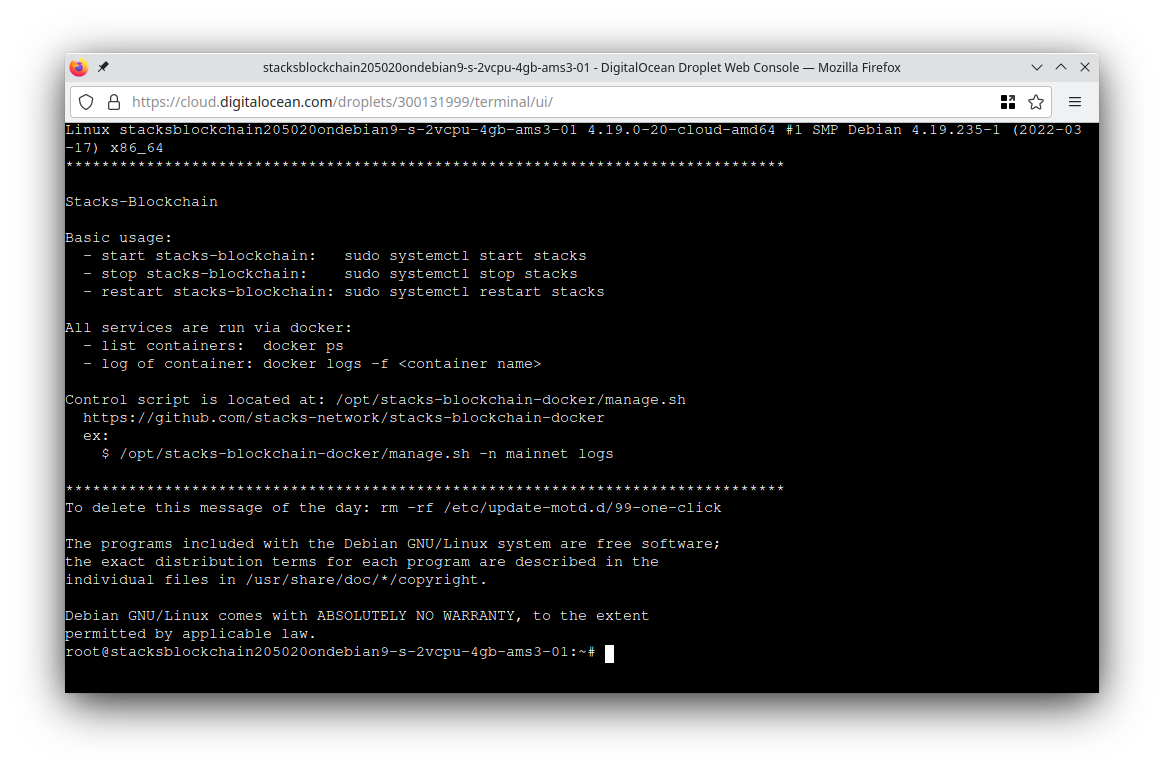 stacksblockchain205020ondebian9-s-2vcpu-4gb-ams3-01 - DigitalOcean Droplet Web Console — Mozilla Firefox
https://cloud.digitalocean.com/droplets/300131999/terminal/ui/
Linux stacksblockchain205020ondebian9-s-2vcpu-4gb-ams3-01 4.19.0-20-cloud-amd64 #1 SMP Debian 4.19.235-1 (2022-03
-17) x86_64
********************************************************************************
Stacks-Blockchain
Basic usage:
  - start stacks-blockchain:   sudo systemctl start stacks
  - stop stacks-blockchain:    sudo systemctl stop stacks
  - restart stacks-blockchain: sudo systemctl restart stacks
All services are run via docker:
  - list containers:  docker ps
  - log of container: docker logs -f <container name>
Control script is located at: /opt/stacks-blockchain-docker/manage.sh
  https://github.com/stacks-network/stacks-blockchain-docker
  ex:
    $ /opt/stacks-blockchain-docker/manage.sh -n mainnet logs
********************************************************************************
To delete this message of the day: rm -rf /etc/update-motd.d/99-one-click
The programs included with the Debian GNU/Linux system are free software;
the exact distribution terms for each program are described in the
individual files in /usr/share/doc/*/copyright.
Debian GNU/Linux comes with ABSOLUTELY NO WARRANTY, to the extent
permitted by applicable law.
root@stacksblockchain205020ondebian9-s-2vcpu-4gb-ams3-01:~#